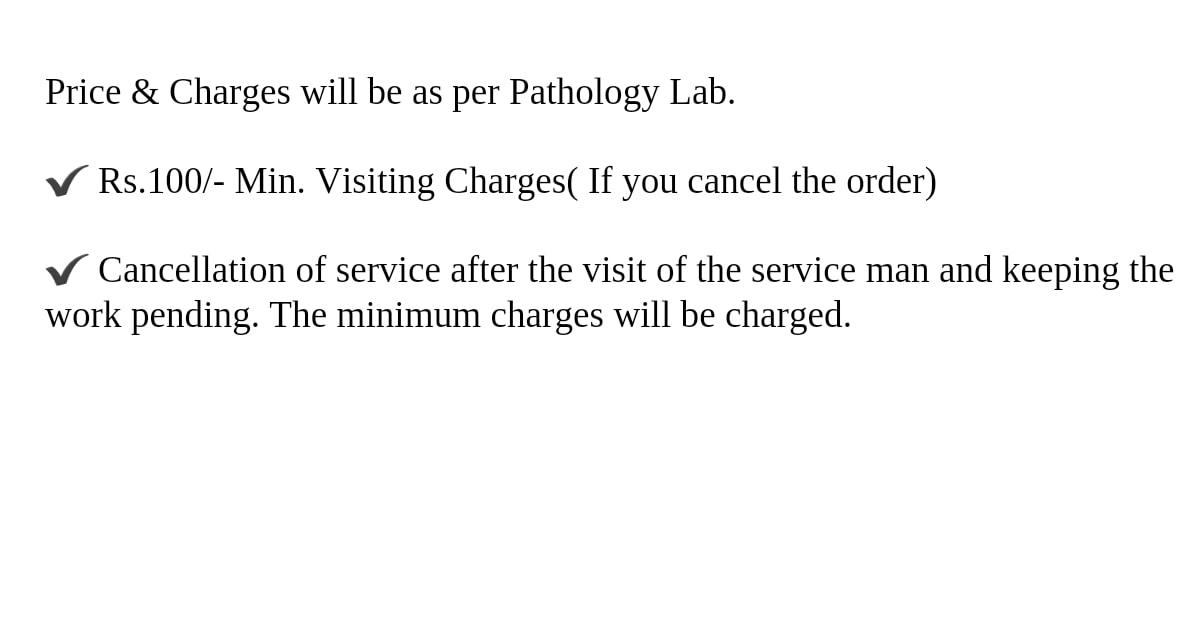 Price & Charges will be as per Pathology Lab.
✔ Rs.100/- Min. Visiting Charges( If you cancel the order)
✔ Cancellation of service after the visit of the service man and keeping the
work pending. The minimum charges will be charged.